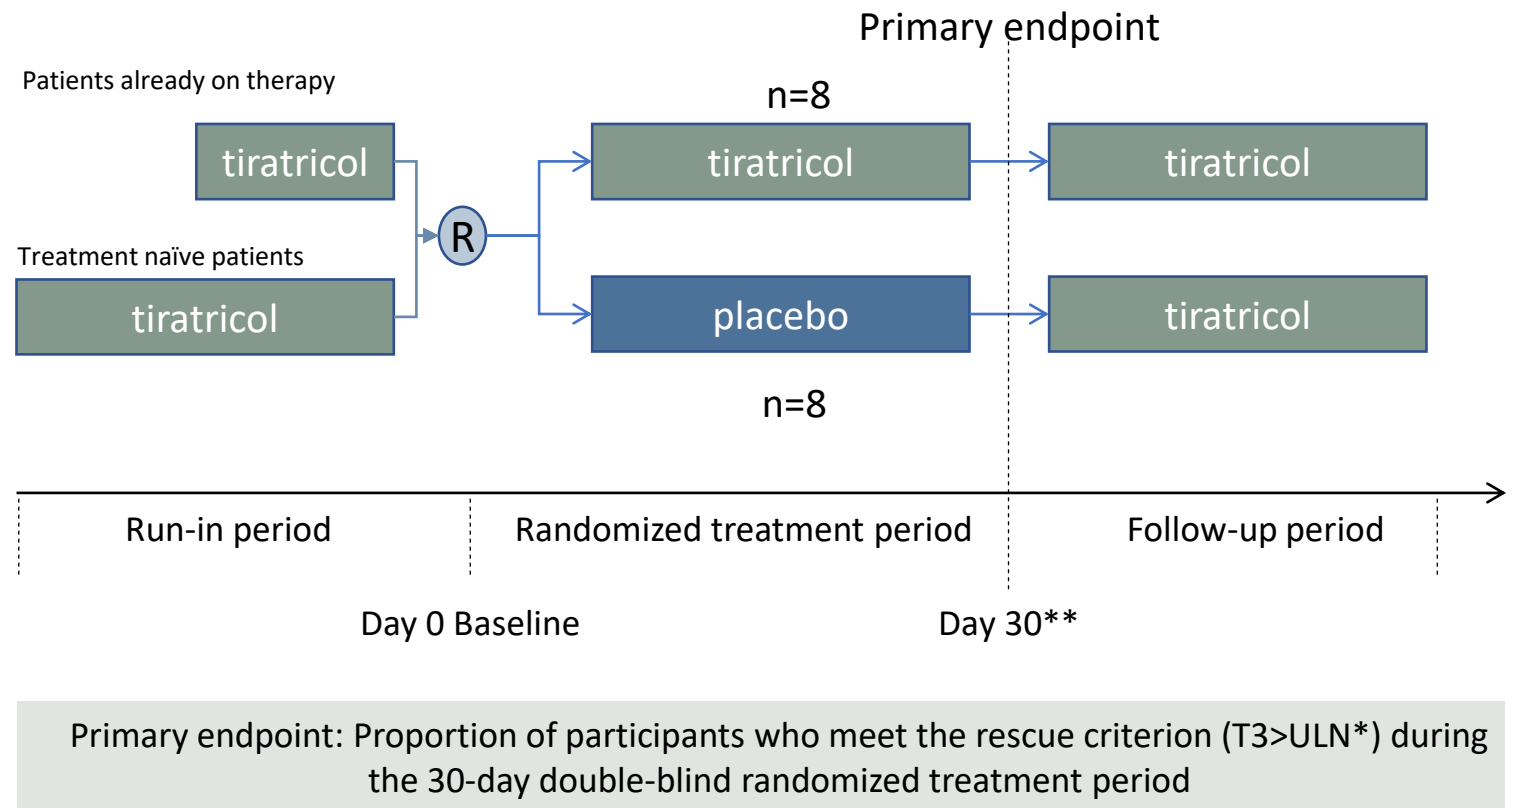 Primary endpoint
Patients already on therapy
n=8
tiratricol
tiratricol
tiratricol
R
Treatment naïve patients
tiratricol
placebo
tiratricol
n=8
Run-in period
Randomized treatment period
Follow-up period
Day 0 Baseline
Day 30**
Primary endpoint: Proportion of participants who meet the rescue criterion (T3>ULN*) during
the 30-day double-blind randomized treatment period